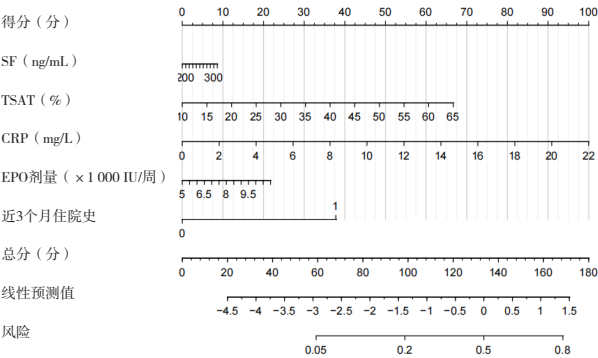 得分（分） 0 10 20 30 40 50 60 70 80 90 100
SF（ng/mL） 200 300
TSAT（%） 10 15 20 25 30 35 40 45 50 55 60 65
CRP（mg/L） 0 2 4 6 8 10 12 14 16 18 20 22
EPO剂量（×1 000 IU/周） 5 6.5 8 9.5
近3个月住院史 0 1
总分（分） 0 20 40 60 80 100 120 140 160 180
线性预测值 −4.5 −4 −3.5 −3 −2.5 −2 −1.5 −1 −0.5 0 0.5 1 1.5
风险 0.05 0.2 0.5 0.8